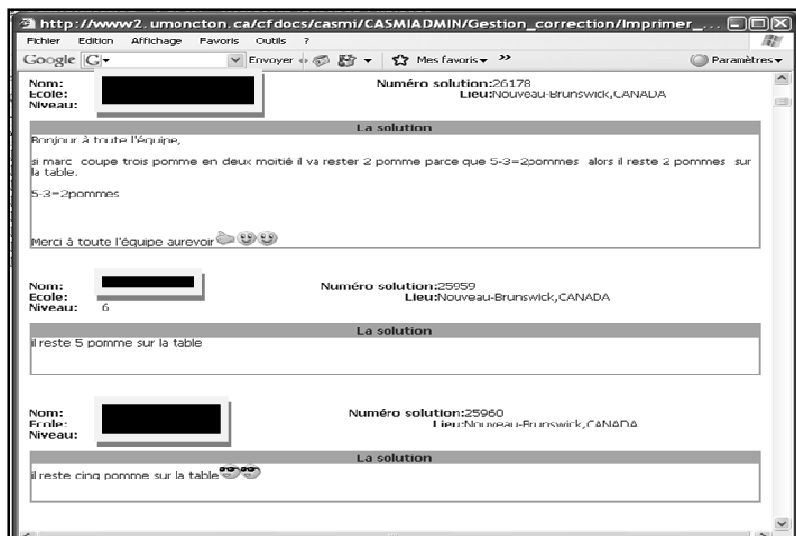 http://www2.umoncton.ca/cfdocs/casmi/CASMIADMIN/Gestion_correction/Imprimer_...
Fichier Edition Affichage Favoris Outils ?
Google G Envoyer Mes favoris >> Paramètres
Nom: Numéro solution:26178
Ecole: Lieu:Nouveau-Brunswick,CANADA
Niveau:
La solution
Bonjour à toute l'équipe,
si marc coupe trois pomme en deux moitié il va rester 2 pomme parce que 5-3=2pommes alors il reste 2 pommes sur
la table.
5-3=2pommes
Merci à toute l'équipe aurevoir
Nom: Numéro solution:25959
Ecole: Lieu:Nouveau-Brunswick,CANADA
Niveau: 6
La solution
il reste 5 pomme sur la table
Nom: Numéro solution:25960
Ecole: Lieu:Nouveau-Brunswick,CANADA
Niveau:
La solution
il reste cinq pomme sur la table